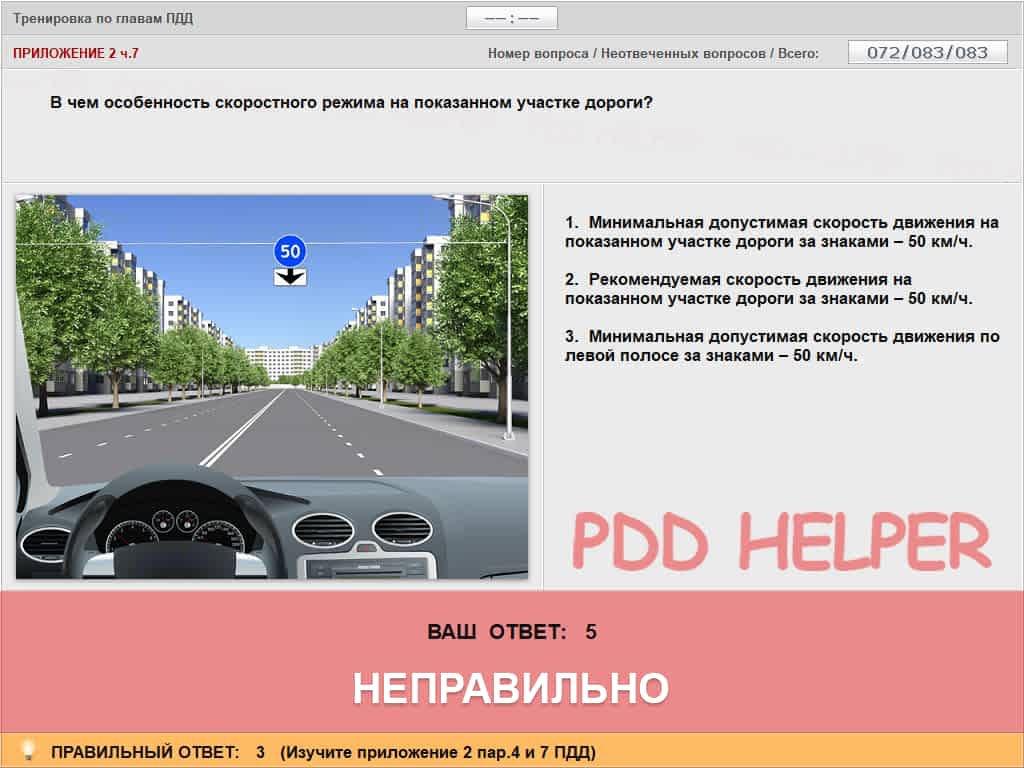 Тренировка по главам ПДД
—— : ——
ПРИЛОЖЕНИЕ 2 ч.7
Номер вопроса / Неотвеченных вопросов / Всего:
072/083/083
В чем особенность скоростного режима на показанном участке дороги?
50
1. Минимальная допустимая скорость движения на
показанном участке дороги за знаками – 50 км/ч.
2. Рекомендуемая скорость движения на
показанном участке дороги за знаками – 50 км/ч.
3. Минимальная допустимая скорость движения по
левой полосе за знаками – 50 км/ч.
PDD HELPER
ВАШ ОТВЕТ: 5
НЕПРАВИЛЬНО
ПРАВИЛЬНЫЙ ОТВЕТ: 3 (Изучите приложение 2 пар.4 и 7 ПДД)